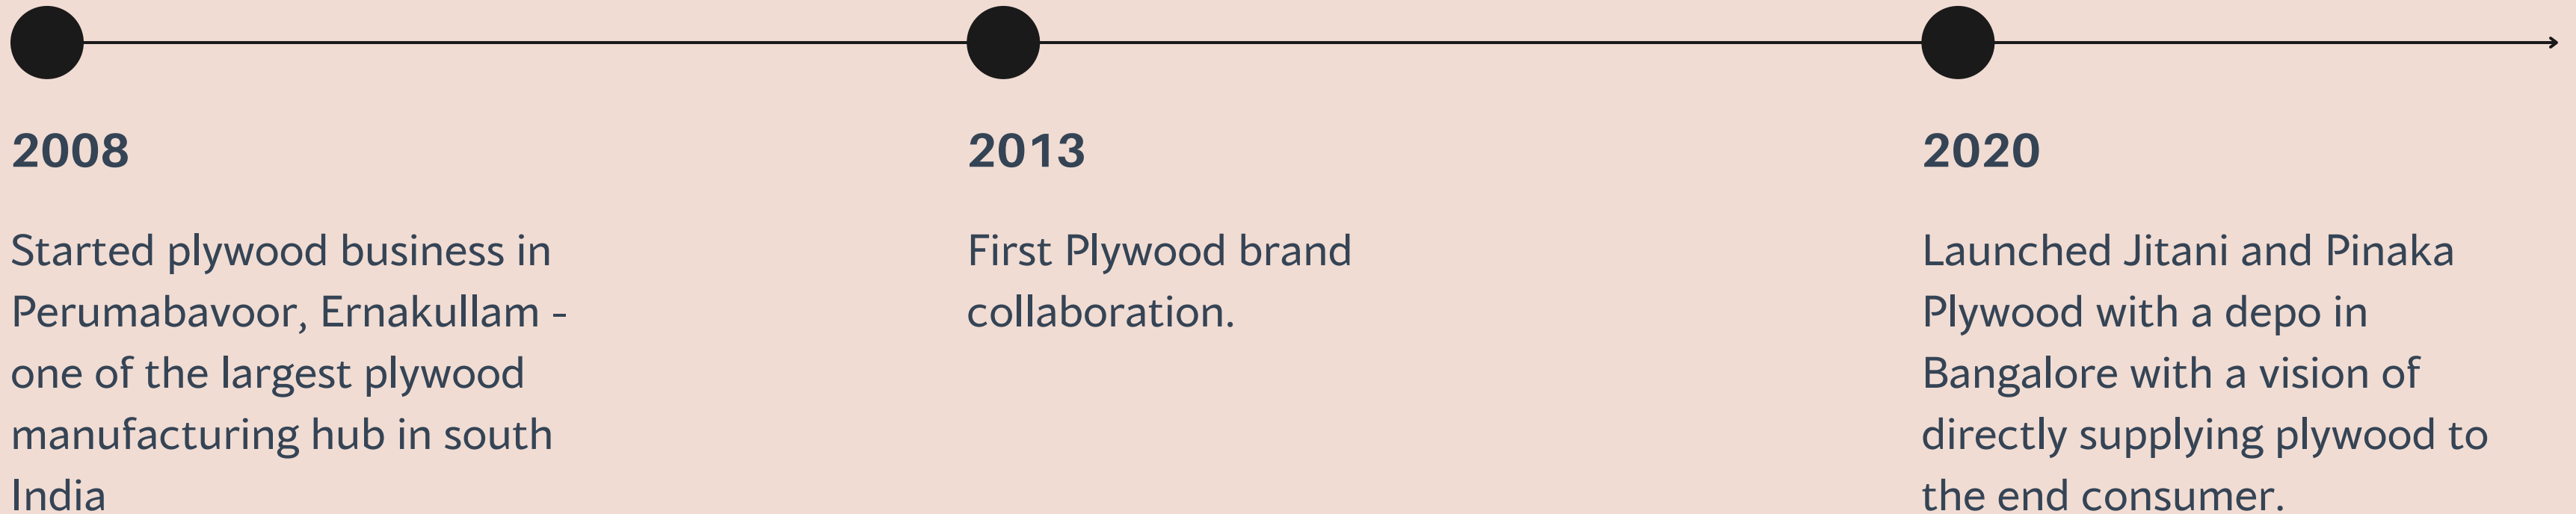 2008
Started plywood business in
Perumabavoor, Ernakullam -
one of the largest plywood
manufacturing hub in south
India
2013
First Plywood brand
collaboration.
2020
Launched Jitani and Pinaka
Plywood with a depo in
Bangalore with a vision of
directly supplying plywood to
the end consumer.